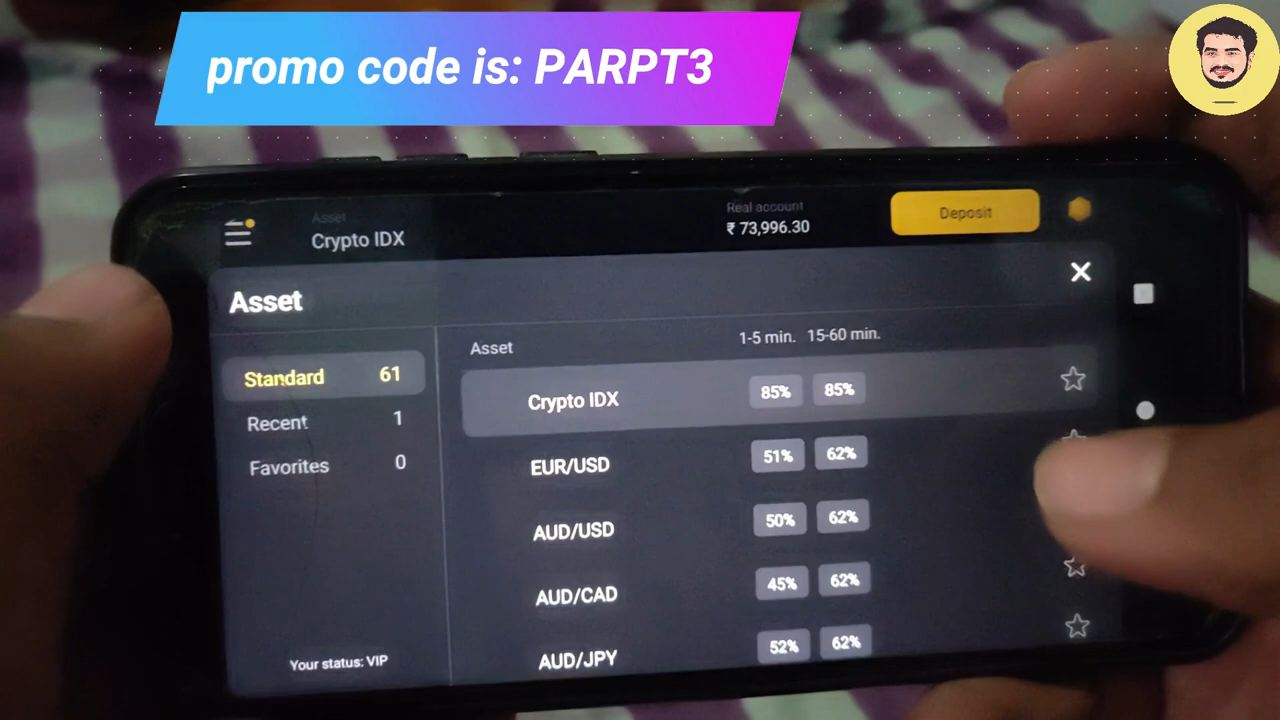 promo code is: PARPT3
Asset
Crypto IDX
Real account
₹ 73,996.30
Deposit
Asset
Standard 61
Recent 1
Favorites 0
Your status: VIP
Asset 1-5 min. 15-60 min.
Crypto IDX 85% 85%
EUR/USD 51% 62%
AUD/USD 50% 62%
AUD/CAD 45% 62%
AUD/JPY 52% 62%